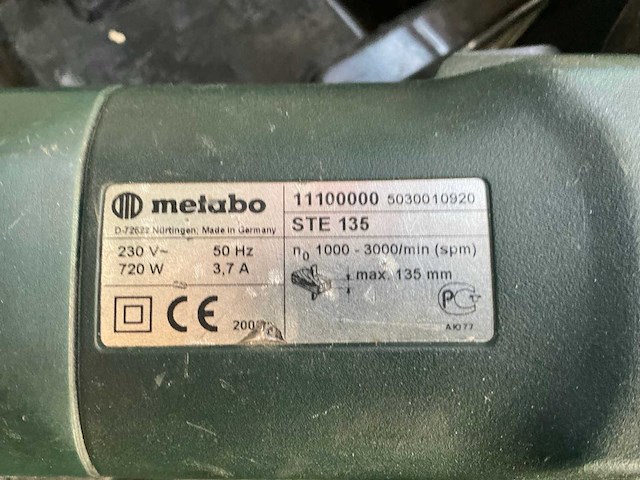 metabo
D-72622 Nürtingen, Made in Germany
230 V~ 50 Hz
720 W 3,7 A
CE
11100000 5030010920
STE 135
n0 1000 - 3000/min (spm)
max. 135 mm
PC